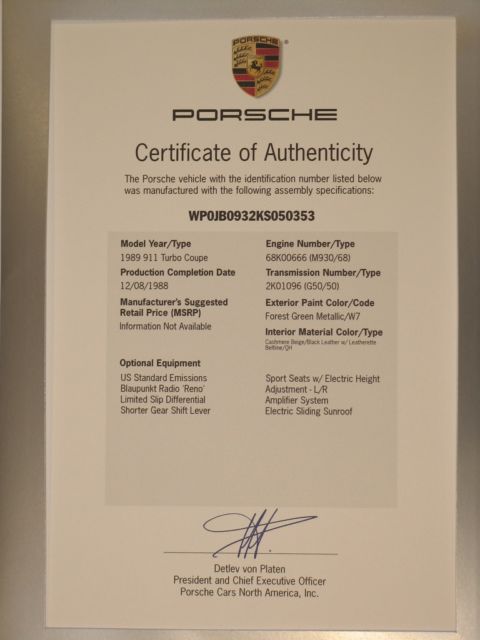 PORSCHE
PORSCHE
Certificate of Authenticity
The Porsche vehicle with the identification number listed below
was manufactured with the following assembly specifications:
WP0JB0932KS050353
Model Year/Type
1989 911 Turbo Coupe
Production Completion Date
12/08/1988
Manufacturer's Suggested
Retail Price (MSRP)
Information Not Available
Engine Number/Type
68K00666 (M930/68)
Transmission Number/Type
2K01096 (G50/50)
Exterior Paint Color/Code
Forest Green Metallic/W7
Interior Material Color/Type
Cashmere Beige/Black Leather w/ Leatherette
Beltline/QH
Optional Equipment
US Standard Emissions
Blaupunkt Radio 'Reno'
Limited Slip Differential
Shorter Gear Shift Lever
Sport Seats w/ Electric Height
Adjustment - L/R
Amplifier System
Electric Sliding Sunroof
Detlev von Platen
President and Chief Executive Officer
Porsche Cars North America, Inc.